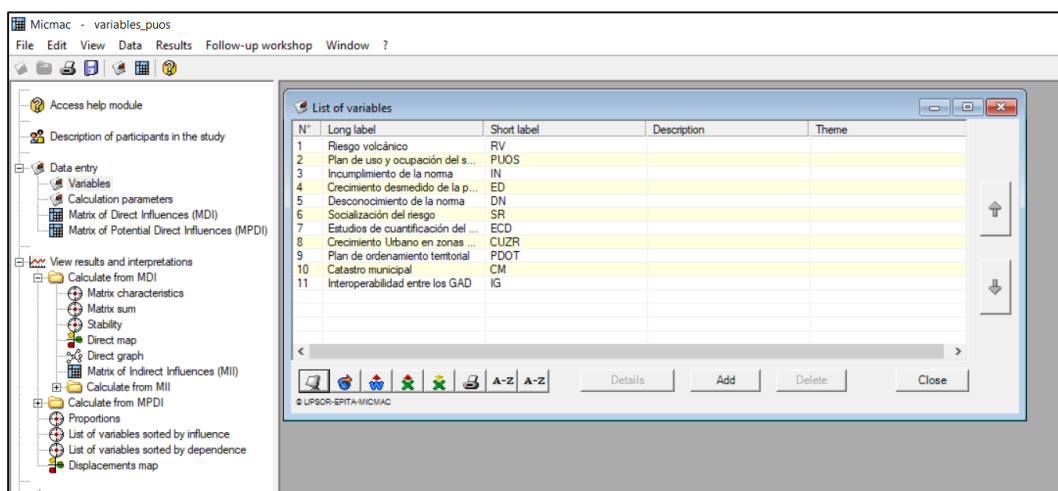 Micmac - variables_puos
File Edit View Data Results Follow-up workshop Window ?
Access help module
Description of participants in the study
Data entry
Variables
Calculation parameters
Matrix of Direct Influences (MDI)
Matrix of Potential Direct Influences (MPDI)
View results and interpretations
Calculate from MDI
Matrix characteristics
Matrix sum
Stability
Direct map
Direct graph
Matrix of Indirect Influences (MII)
Calculate from MII
Calculate from MPDI
Proportions
List of variables sorted by influence
List of variables sorted by dependence
Displacements map
List of variables
N° Long label Short label Description Theme
1 Riesgo volcánico RV
2 Plan de uso y ocupación del s... PUOS
3 Incumplimiento de la norma IN
4 Crecimiento desmedido de la p... ED
5 Desconocimiento de la norma DN
6 Socialización del riesgo SR
7 Estudios de cuantificación del ... ECD
8 Crecimiento Urbano en zonas ... CUZR
9 Plan de ordenamiento territorial PDOT
10 Catastro municipal CM
11 Interoperabilidad entre los GAD IG
A-Z A-Z Details Add Delete Close
© LIPSOR-EPITA-MICMAC